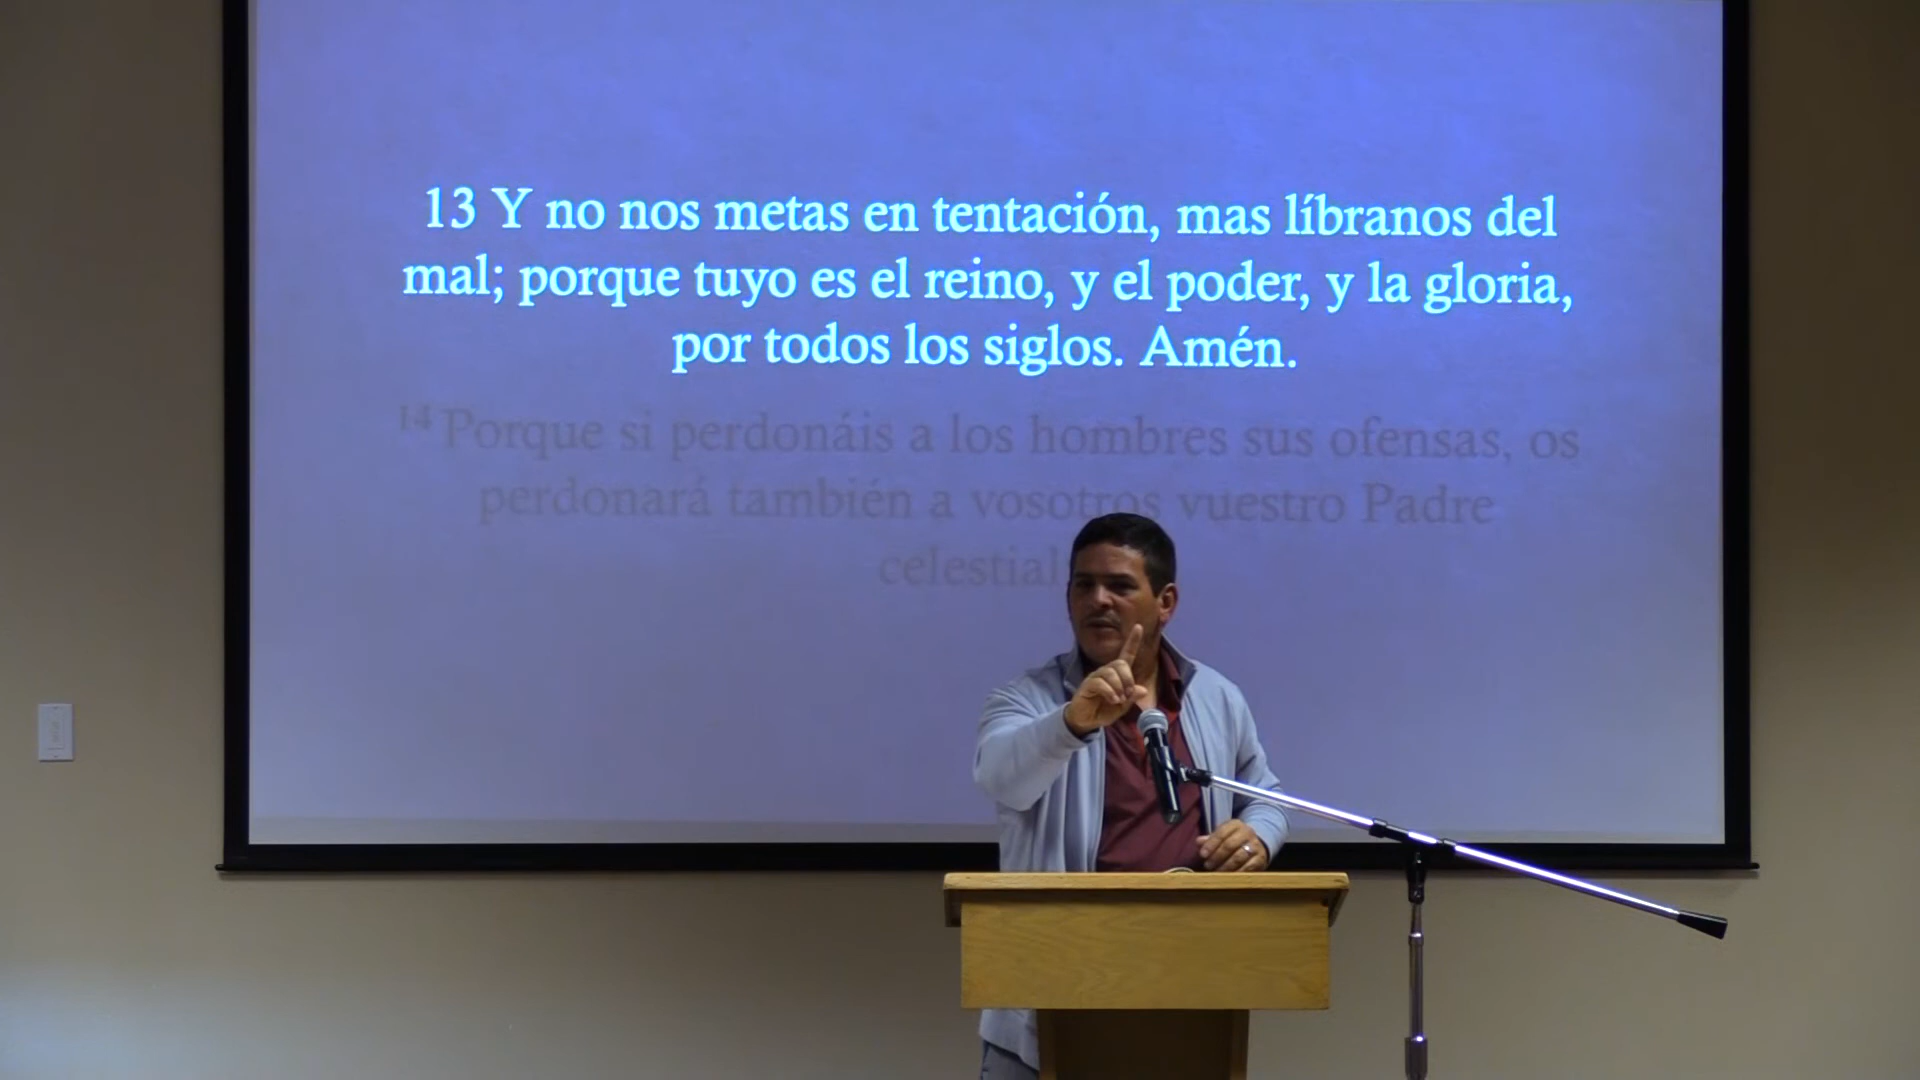 13 Y no nos metas en tentación, mas líbranos del
mal; porque tuyo es el reino, y el poder, y la gloria,
por todos los siglos. Amén.
14 Porque si perdonáis a los hombres sus ofensas, os
perdonará también a vosotros vuestro Padre
celestial